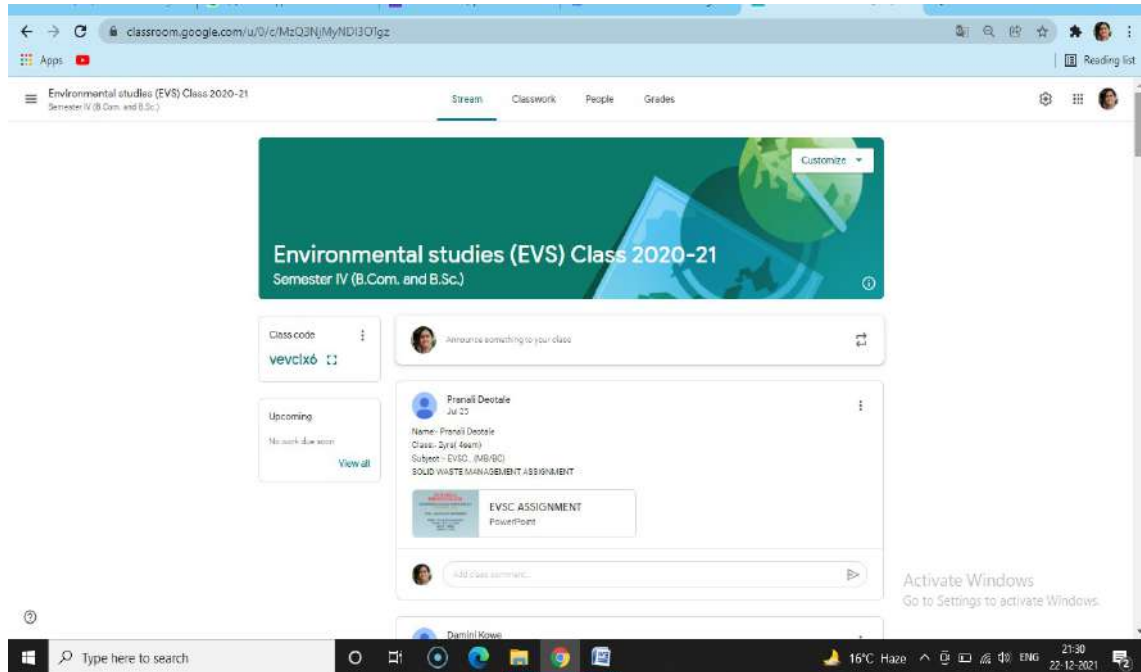 classroom.google.com/u/0/c/MzQ3NjMyNDI3OTgz
Apps
Reading list
Environmental studies (EVS) Class 2020-21
Semester IV (B.Com. and B.Sc.)
Stream Classwork People Grades
Customize
Environmental studies (EVS) Class 2020-21
Semester IV (B.Com. and B.Sc.)
Class code
vevclx6
Announce something to your class
Upcoming
No work due soon
View all
Pranali Deotale
Jul 25
Name:- Pranali Deotale
Class:- 2yrs( 4sem)
Subject :- EVSC., (MB/BC)
SOLID WASTE MANAGEMENT ASSIGNMENT
EVSC ASSIGNMENT
PowerPoint
Add class comment...
Damini Kowe
Activate Windows
Go to Settings to activate Windows.
Type here to search
16°C Haze
ENG
21:30
22-12-2021